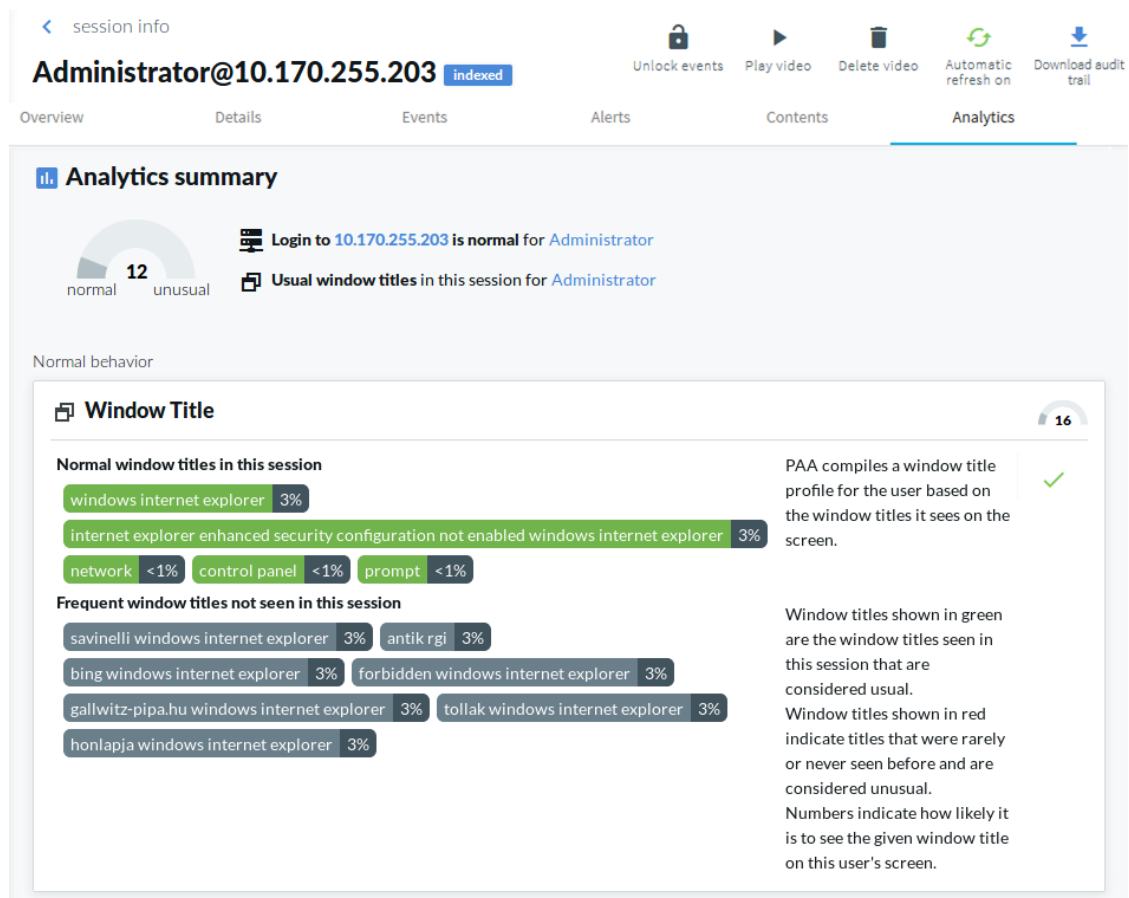 session info
Administrator@10.170.255.203 indexed
Unlock events
Play video
Delete video
Automatic
refresh on
Download audit
trail
Overview
Details
Events
Alerts
Contents
Analytics
Analytics summary
12
normal
unusual
Login to 10.170.255.203 is normal for Administrator
Usual window titles in this session for Administrator
Normal behavior
Window Title
16
Normal window titles in this session
windows internet explorer 3%
internet explorer enhanced security configuration not enabled windows internet explorer 3%
network <1% control panel <1% prompt <1%
Frequent window titles not seen in this session
savinelli windows internet explorer 3% antik rgi 3%
bing windows internet explorer 3% forbidden windows internet explorer 3%
gallwitz-pipa.hu windows internet explorer 3% tollak windows internet explorer 3%
honlapja windows internet explorer 3%
PAA compiles a window title
profile for the user based on
the window titles it sees on the
screen.
Window titles shown in green
are the window titles seen in
this session that are
considered usual.
Window titles shown in red
indicate titles that were rarely
or never seen before and are
considered unusual.
Numbers indicate how likely it
is to see the given window title
on this user's screen.